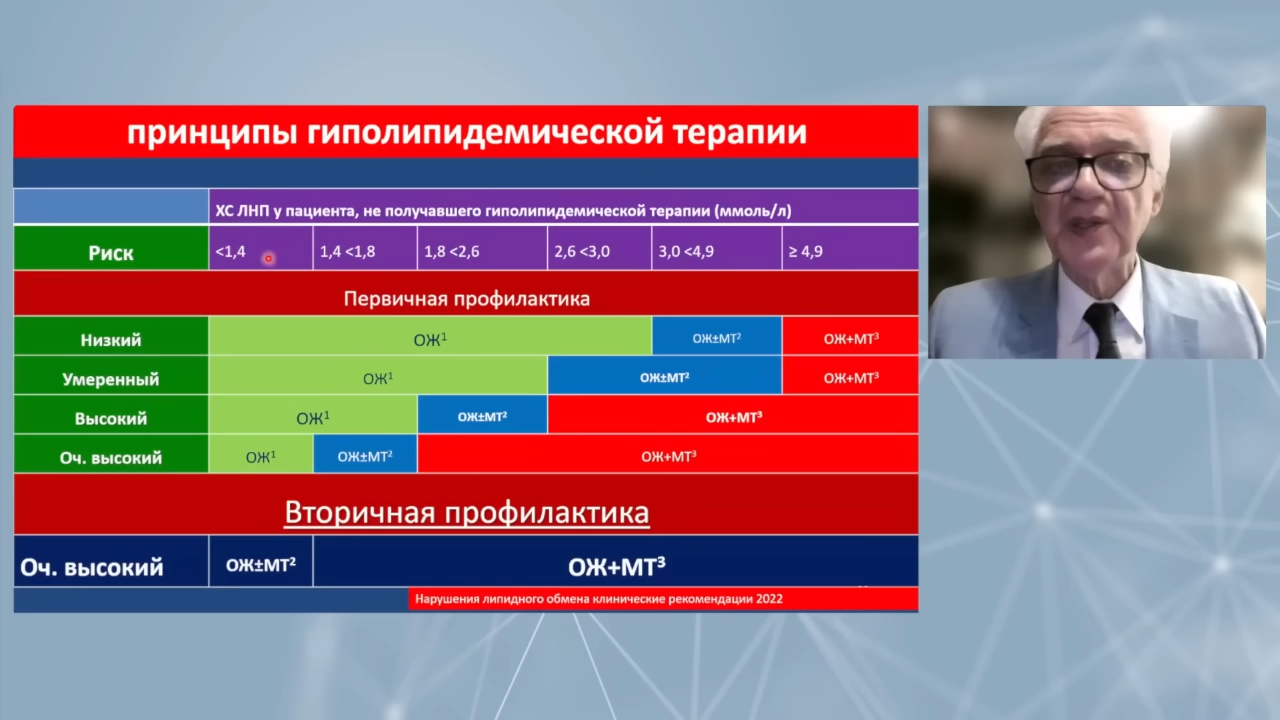 принципы гиполипидемической терапии
ХС ЛНП у пациента, не получавшего гиполипидемической терапии (ммоль/л)
Риск <1,4 1,4 <1,8 1,8 <2,6 2,6 <3,0 3,0 <4,9 ≥ 4,9
Первичная профилактика
Низкий ОЖ¹ ОЖ±МТ² ОЖ+МТ³
Умеренный ОЖ¹ ОЖ±МТ² ОЖ+МТ³
Высокий ОЖ¹ ОЖ±МТ² ОЖ+МТ³
Оч. высокий ОЖ¹ ОЖ±МТ² ОЖ+МТ³
Вторичная профилактика
Оч. высокий ОЖ±МТ² ОЖ+МТ³
Нарушения липидного обмена клинические рекомендации 2022